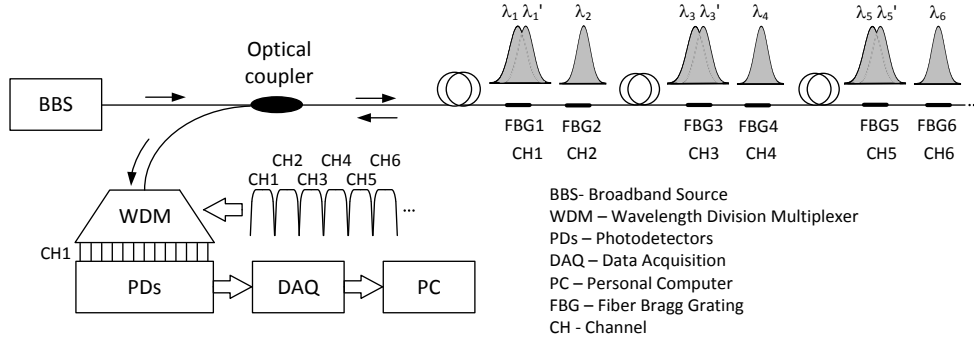 λ₁ λ₁' λ₂ λ₃ λ₃' λ₄ λ₅ λ₅' λ₆
Optical
coupler
BBS
FBG1 FBG2 FBG3 FBG4 FBG5 FBG6
CH1 CH2 CH3 CH4 CH5 CH6
CH2 CH4 CH6
CH1 CH3 CH5
...
WDM
CH1
PDs
DAQ
PC
BBS- Broadband Source
WDM – Wavelength Division Multiplexer
PDs – Photodetectors
DAQ – Data Acquisition
PC – Personal Computer
FBG – Fiber Bragg Grating
CH - Channel